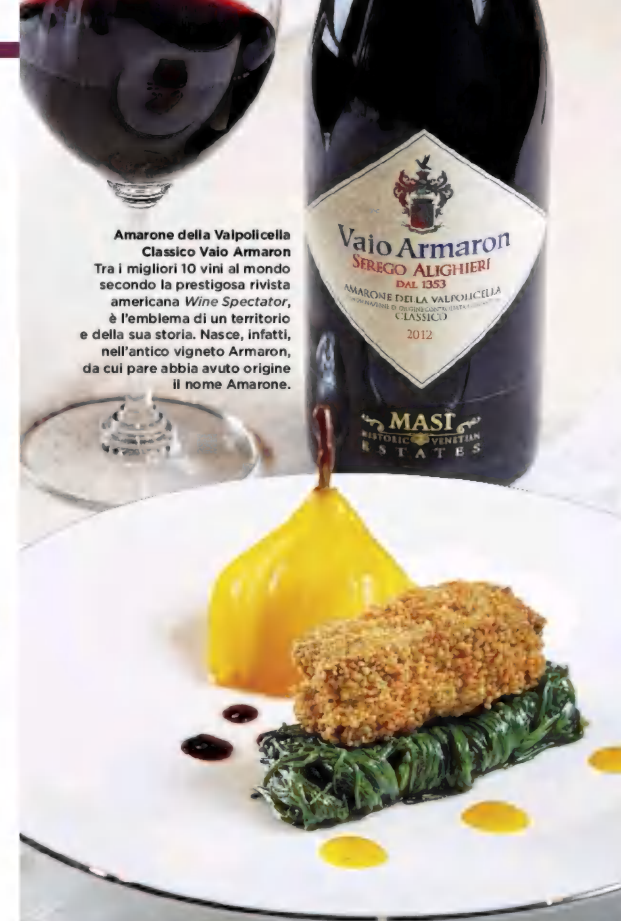 Amarone della Valpolicella
Classico Vaio Armaron
Tra i migliori 10 vini al mondo
secondo la prestigosa rivista
americana Wine Spectator,
è l'emblema di un territorio
e della sua storia. Nasce, infatti,
nell'antico vigneto Armaron,
da cui pare abbia avuto origine
il nome Amarone.
Vaio Armaron
SEREGO ALIGHIERI
DAL 1353
AMARONE DELLA VALPOLICELLA
CLASSICO
2012
MASI
HISTORIC VENETIAN
ESTATES